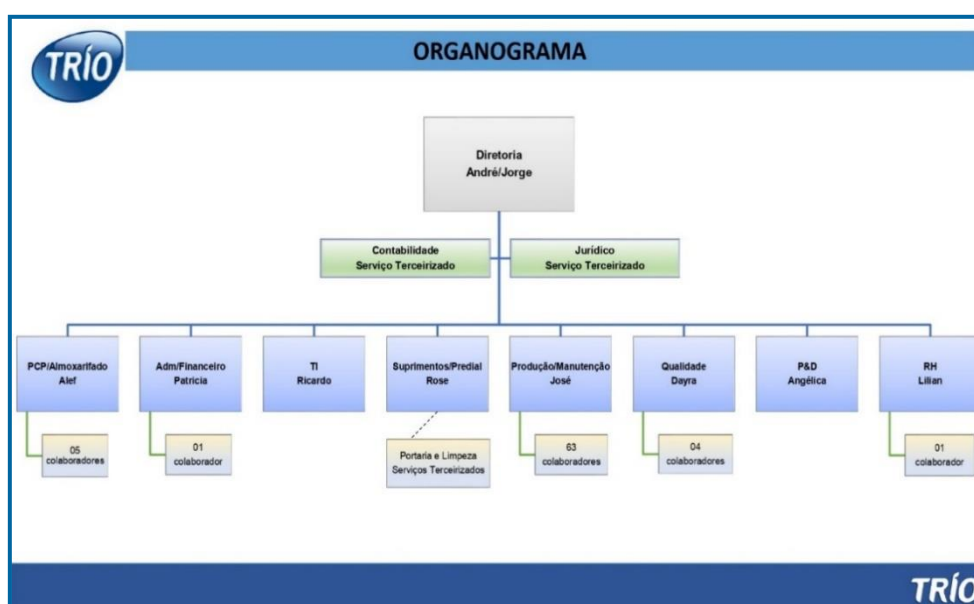 TRÍO
ORGANOGRAMA
Diretoria
André/Jorge
Contabilidade
Serviço Terceirizado
Jurídico
Serviço Terceirizado
PCP/Almoxarifado
Alef
Adm/Financeiro
Patricia
TI
Ricardo
Suprimentos/Predial
Rose
Produção/Manutenção
José
Qualidade
Dayra
P&D
Angélica
RH
Lilian
05
colaboradores
01
colaborador
Portaria e Limpeza
Serviços Terceirizados
63
colaboradores
04
colaboradores
01
colaborador
TRÍO